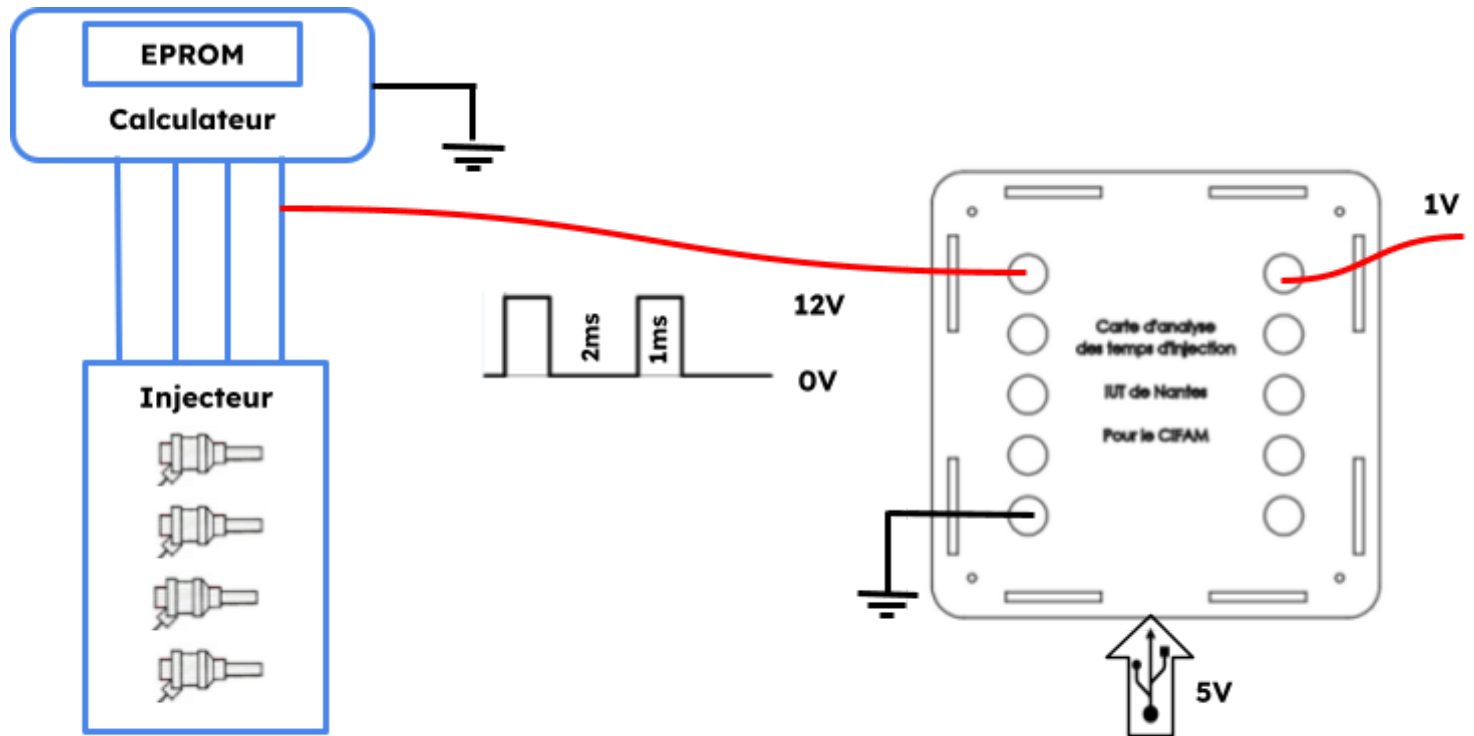 EPROM
Calculateur
1V
12V
2ms
1ms
0V
Carte d'analyse
des temps d'injection
IUT de Nantes
Pour le CIFAM
Injecteur
5V